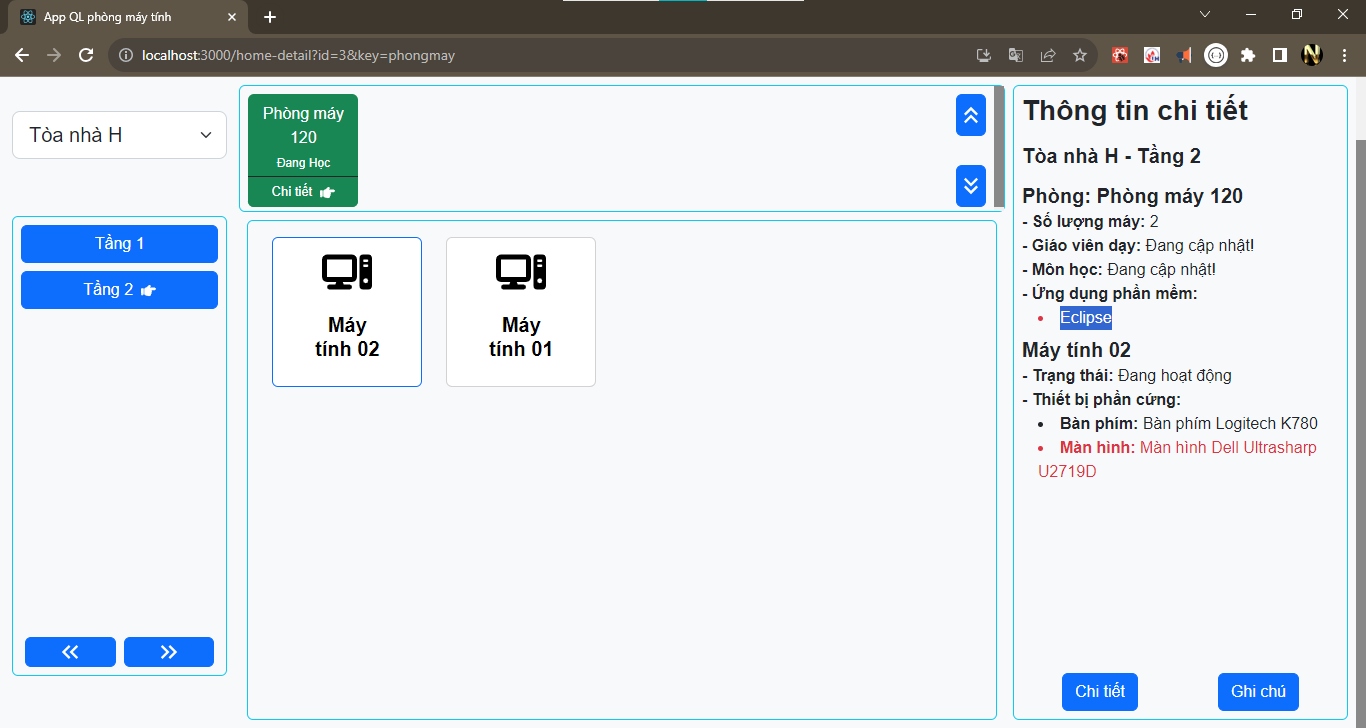 App QL phòng máy tính
localhost:3000/home-detail?id=3&key=phongmay
Tòa nhà H
Tầng 1
Tầng 2
Phòng máy
120
Đang Học
Chi tiết
Máy
tính 02
Máy
tính 01
Thông tin chi tiết
Tòa nhà H - Tầng 2
Phòng: Phòng máy 120
- Số lượng máy: 2
- Giáo viên dạy: Đang cập nhật!
- Môn học: Đang cập nhật!
- Ứng dụng phần mềm:
• Eclipse
Máy tính 02
- Trạng thái: Đang hoạt động
- Thiết bị phần cứng:
• Bàn phím: Bàn phím Logitech K780
• Màn hình: Màn hình Dell Ultrasharp
U2719D
Chi tiết
Ghi chú